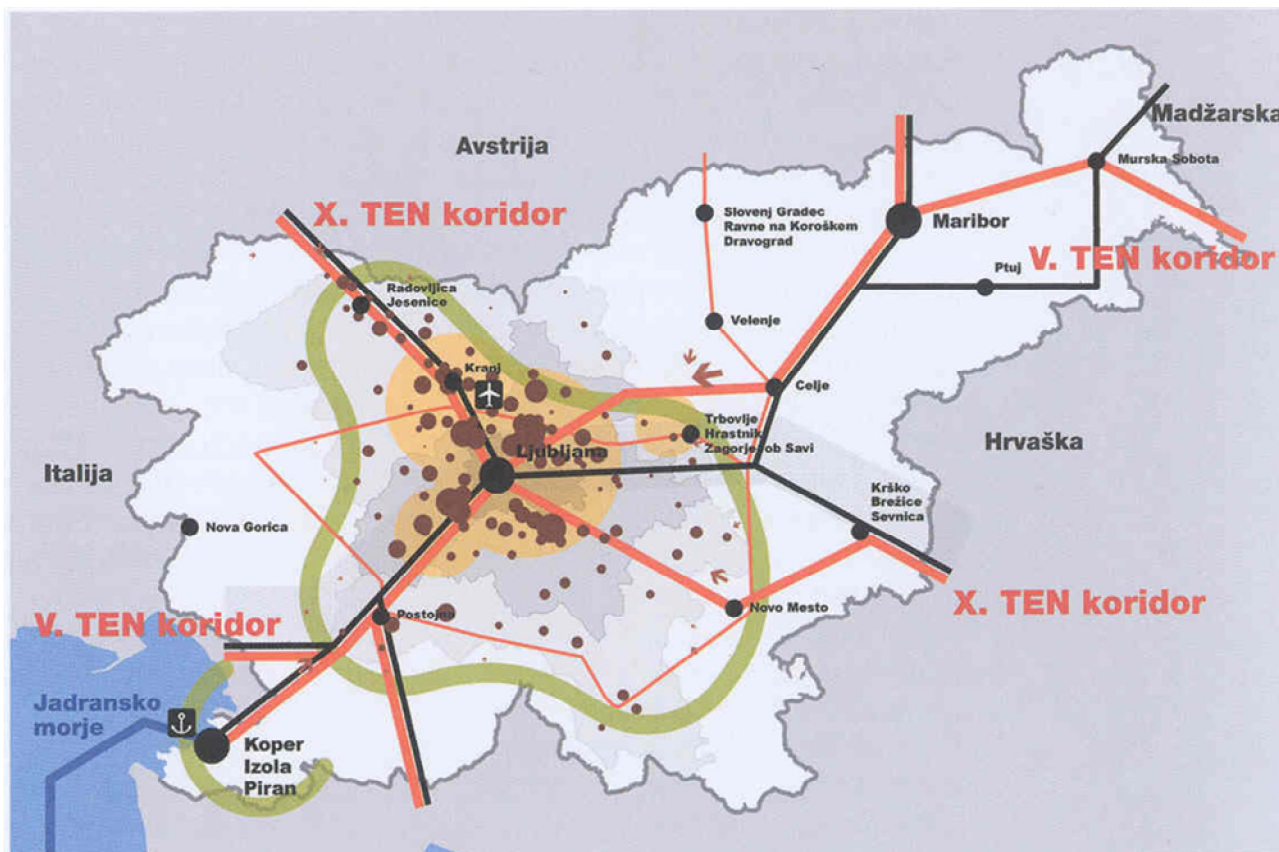 Madžarska
Avstrija
Murska Sobota
X. TEN koridor
Slovenj Gradec
Ravne na Koroškem
Dravograd
Maribor
V. TEN koridor
Ptuj
Radovljica
Jesenice
Velenje
Kranj
Celje
Trbovlje
Hrastnik
Zagorje ob Savi
Ljubljana
Hrvaška
Italija
Krško
Brežice
Sevnica
Nova Gorica
X. TEN koridor
Novo Mesto
Postojna
V. TEN koridor
Jadransko
morje
Koper
Izola
Piran